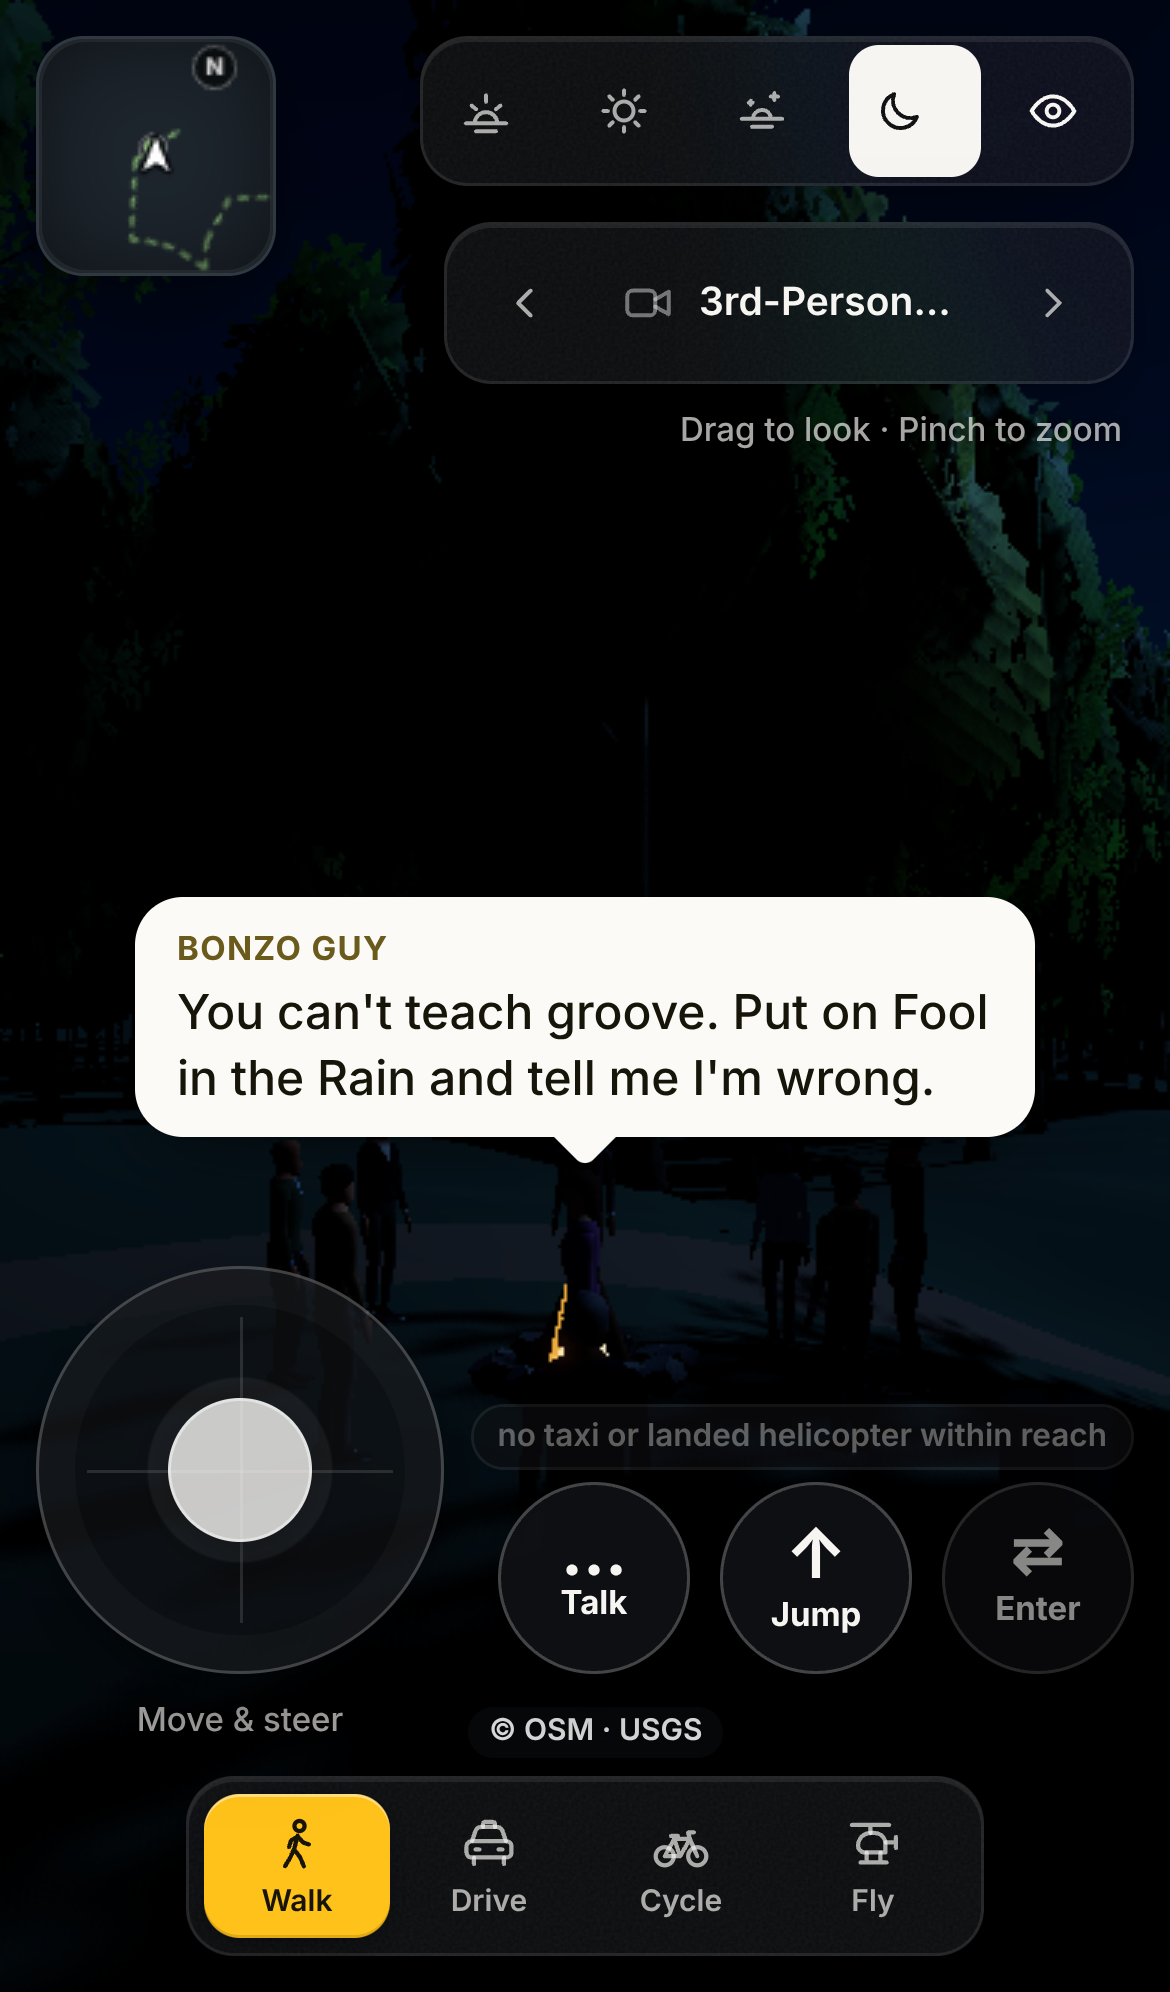 N
3rd-Person...
Drag to look · Pinch to zoom
BONZO GUY
You can't teach groove. Put on Fool
in the Rain and tell me I'm wrong.
no taxi or landed helicopter within reach
Talk
Jump
Enter
Move & steer
© OSM · USGS
Walk
Drive
Cycle
Fly